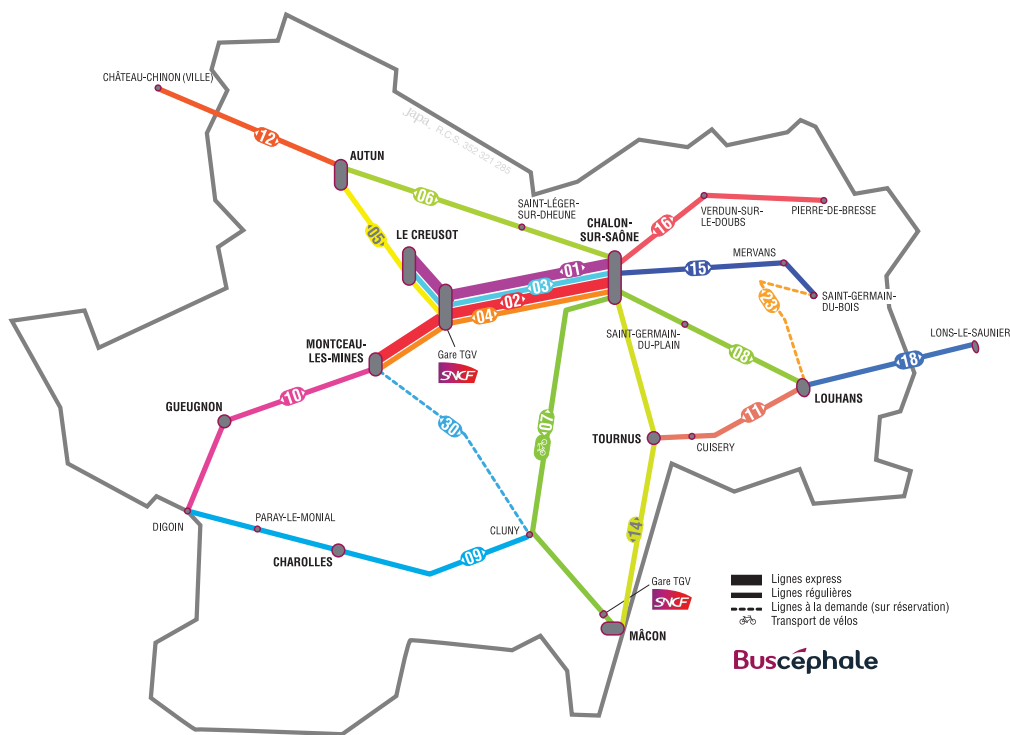 CHÂTEAU-CHINON (VILLE)
japa. R.C.S. 352 321 285
12
AUTUN
06
SAINT-LÉGER-
SUR-DHEUNE
CHALON-
SUR-SAÔNE
16
VERDUN-SUR-
LE-DOUBS
PIERRE-DE-BRESSE
05
LE CREUSOT
01
03
02
04
15
MERVANS
SAINT-GERMAIN-
DU-BOIS
23
Gare TGV
SNCF
MONTCEAU-
LES-MINES
SAINT-GERMAIN-
DU-PLAIN
08
LONS-LE-SAUNIER
18
LOUHANS
10
GUEUGNON
30
07
TOURNUS
11
CUISERY
DIGOIN
PARAY-LE-MONIAL
CHAROLLES
09
CLUNY
14
Gare TGV
SNCF
MÂCON
Lignes express
Lignes régulières
Lignes à la demande (sur réservation)
Transport de vélos
Buscéphale